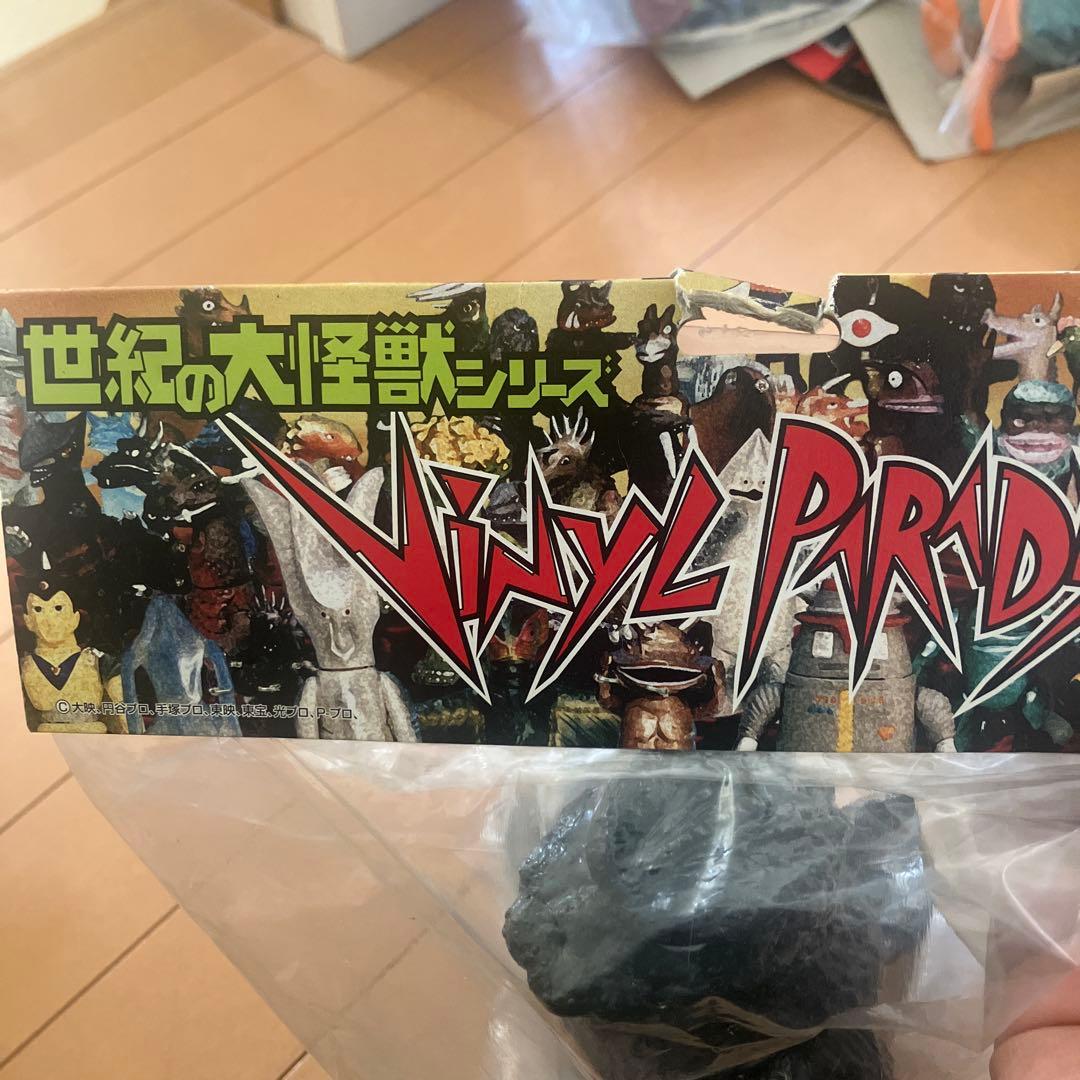 世紀の大怪獣シリーズ
VINYL PARAD
©大映、円谷プロ、手塚プロ、東映、東宝、光プロ、P-プロ、